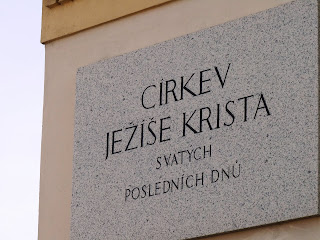 CÍRKEV
JEŽÍŠE KRISTA
SVATÝCH
POSLEDNÍCH DNŮ